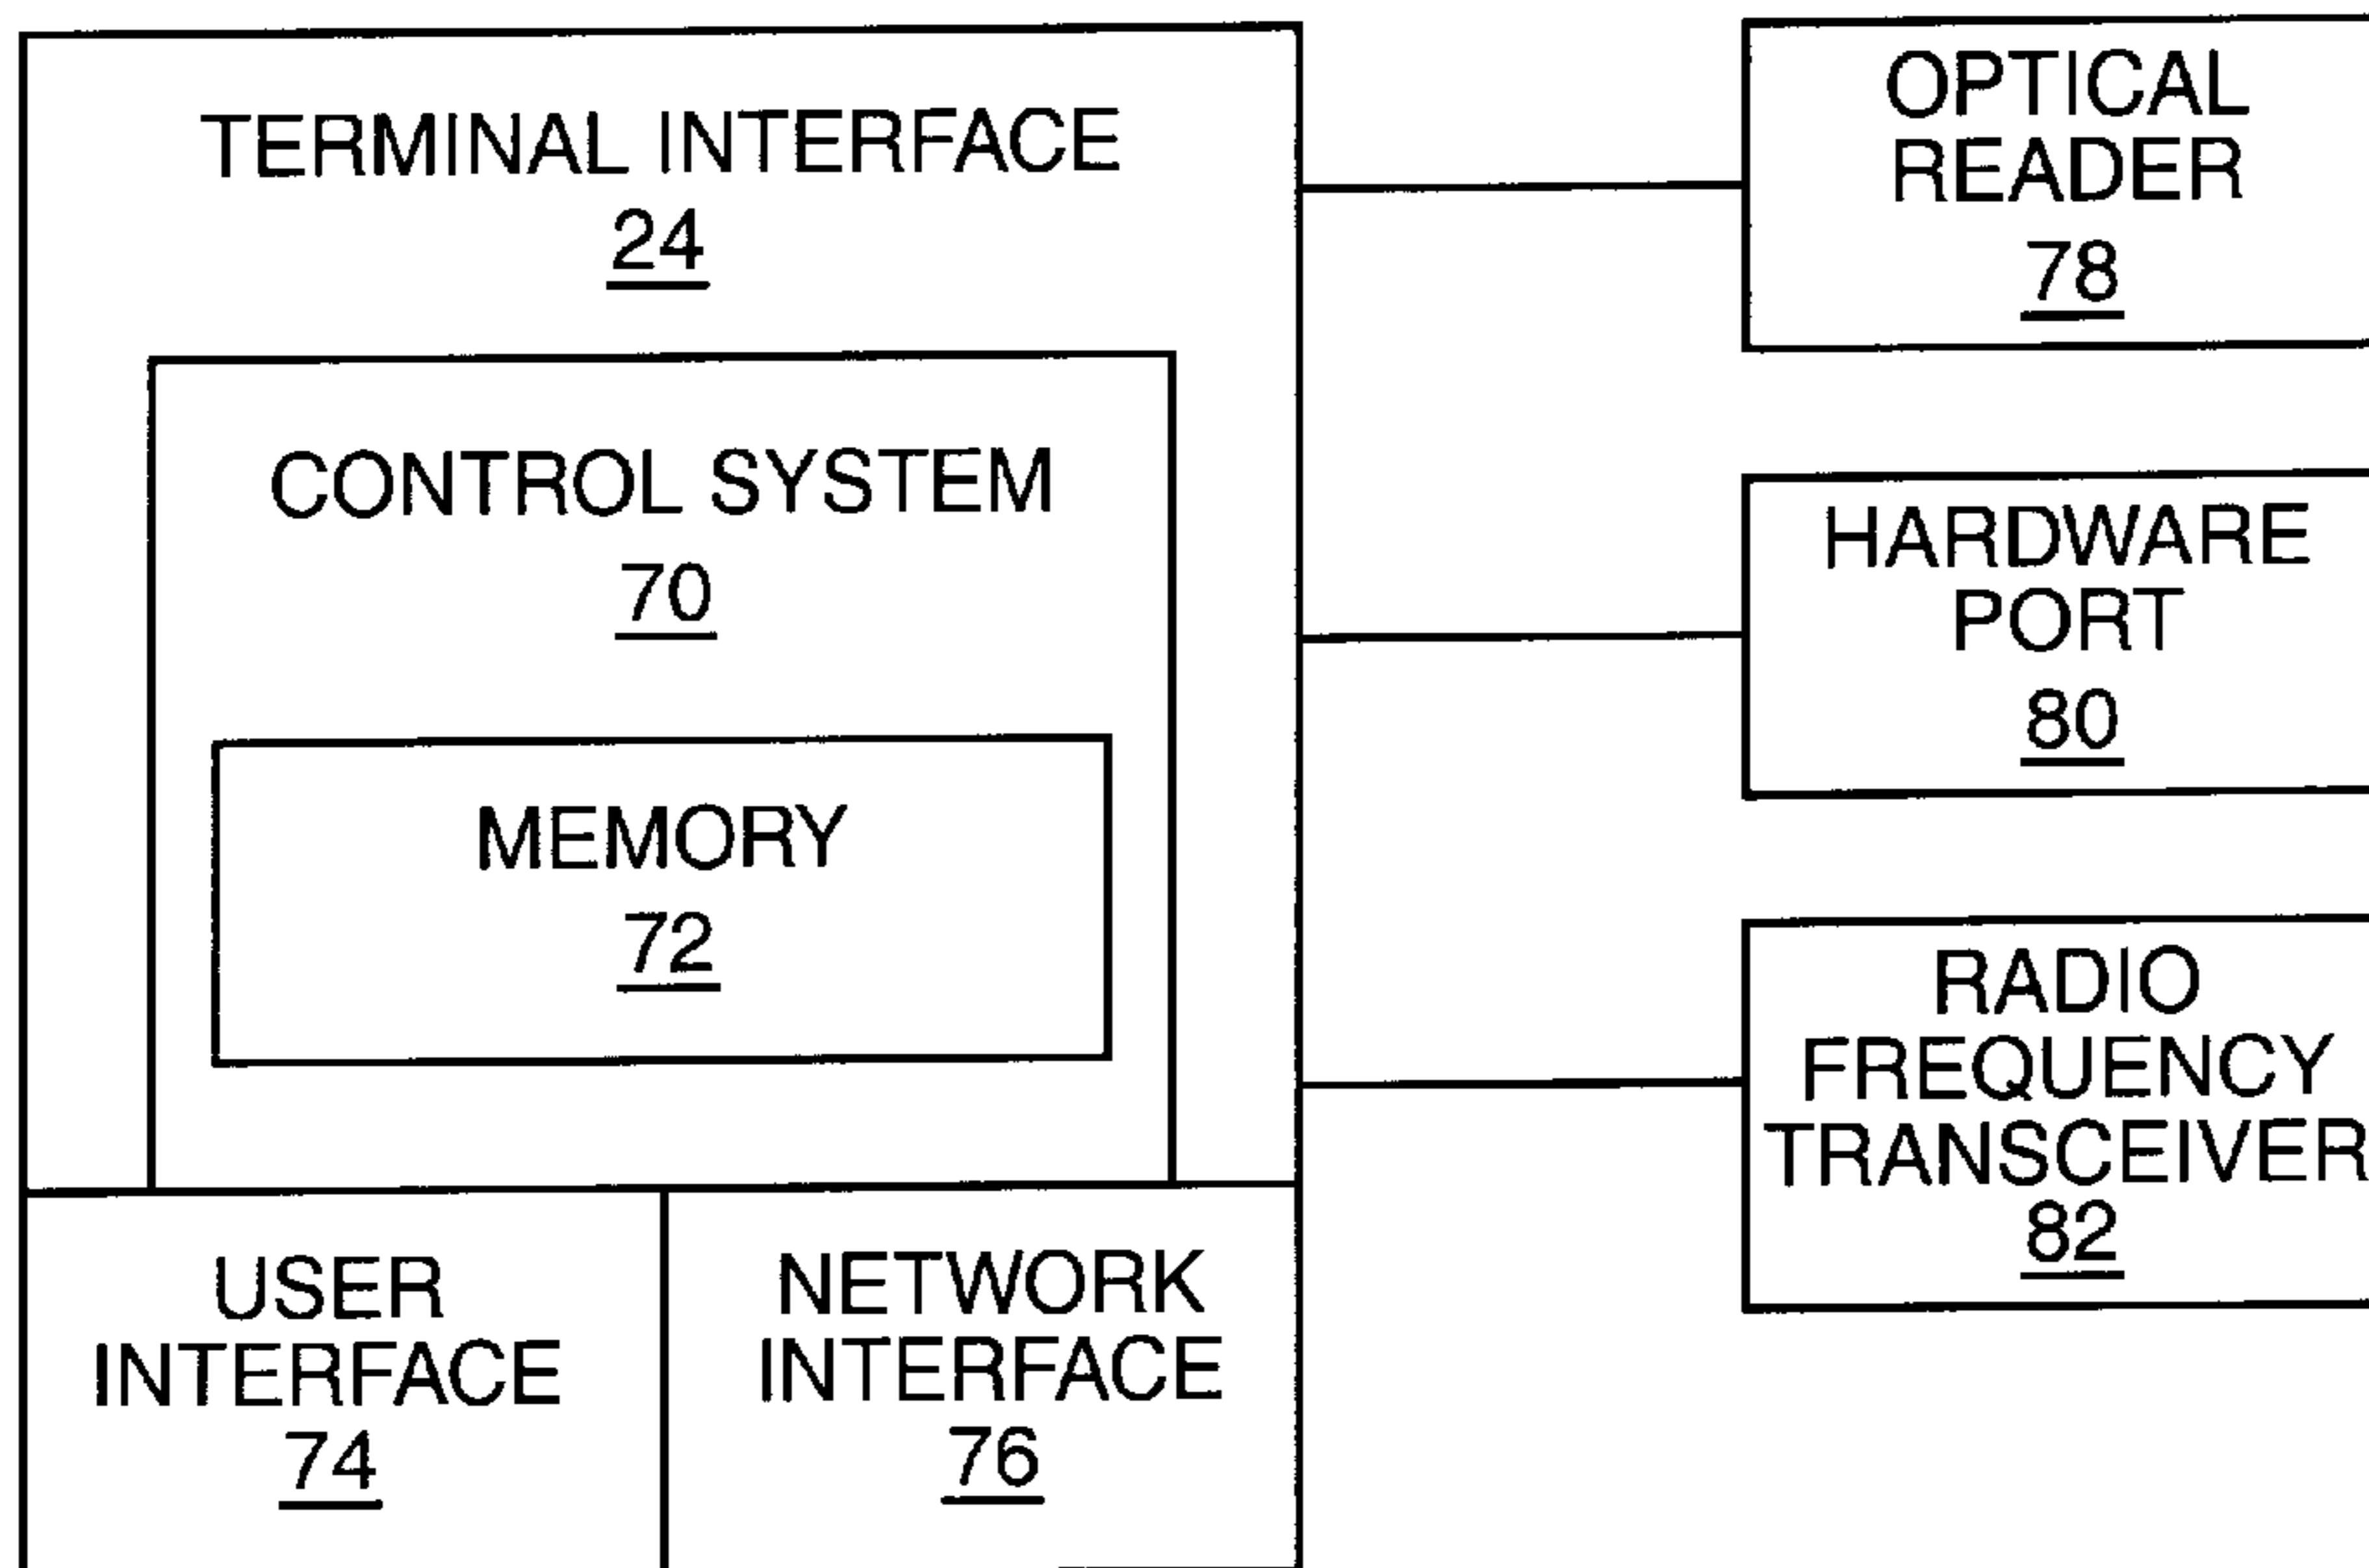 TERMINAL INTERFACE
24
CONTROL SYSTEM
70
MEMORY
72
USER
INTERFACE
74
NETWORK
INTERFACE
76
OPTICAL
READER
78
HARDWARE
PORT
80
RADIO
FREQUENCY
TRANSCEIVER
82